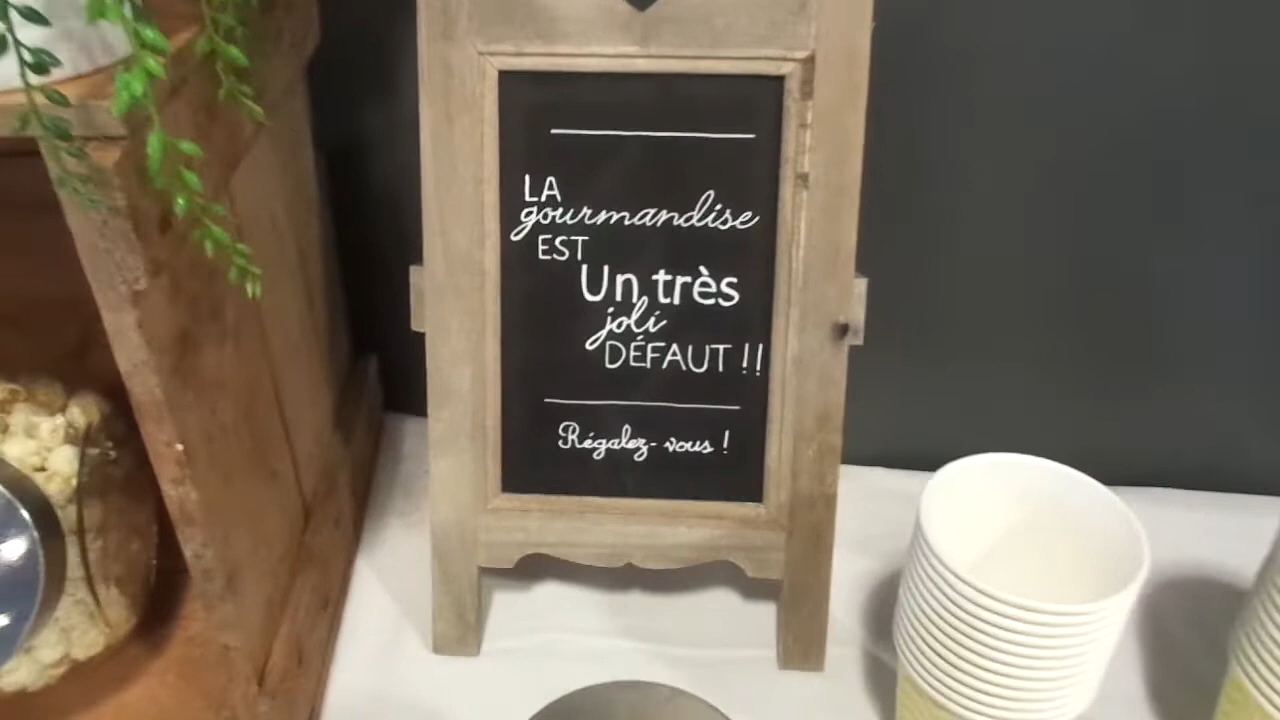 LA
gourmandise
EST
Un très
joli
DÉFAUT !!
Régalez-vous !